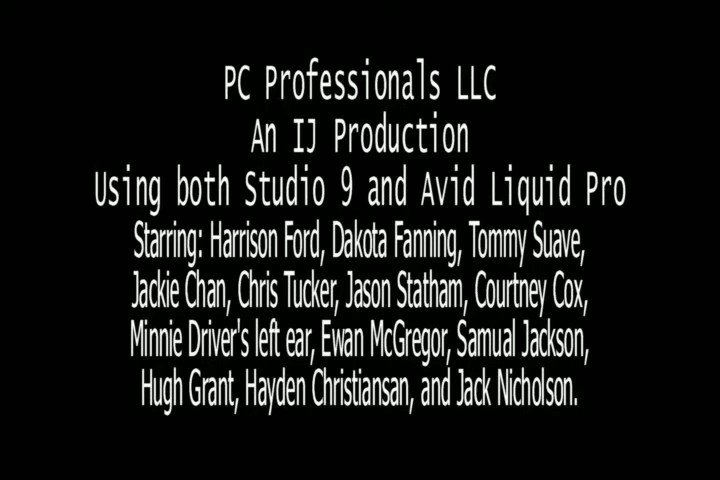 PC Professionals LLC
An IJ Production
Using both Studio 9 and Avid Liquid Pro
Starring: Harrison Ford, Dakota Fanning, Tommy Suave,
Jackie Chan, Chris Tucker, Jason Statham, Courtney Cox,
Minnie Driver's left ear, Ewan McGregor, Samual Jackson,
Hugh Grant, Hayden Christiansan, and Jack Nicholson.